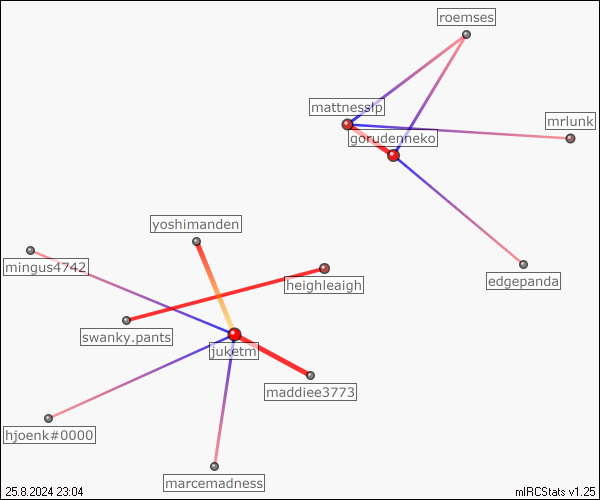 roemses
mattnesslp
mrlunk
gorudenneko
yoshimanden
mingus4742
edgepanda
heighleaigh
swanky.pants
juketm
maddiee3773
hjoenk#0000
marcemadness
25.8.2024 23:04
mIRCStats v1.25